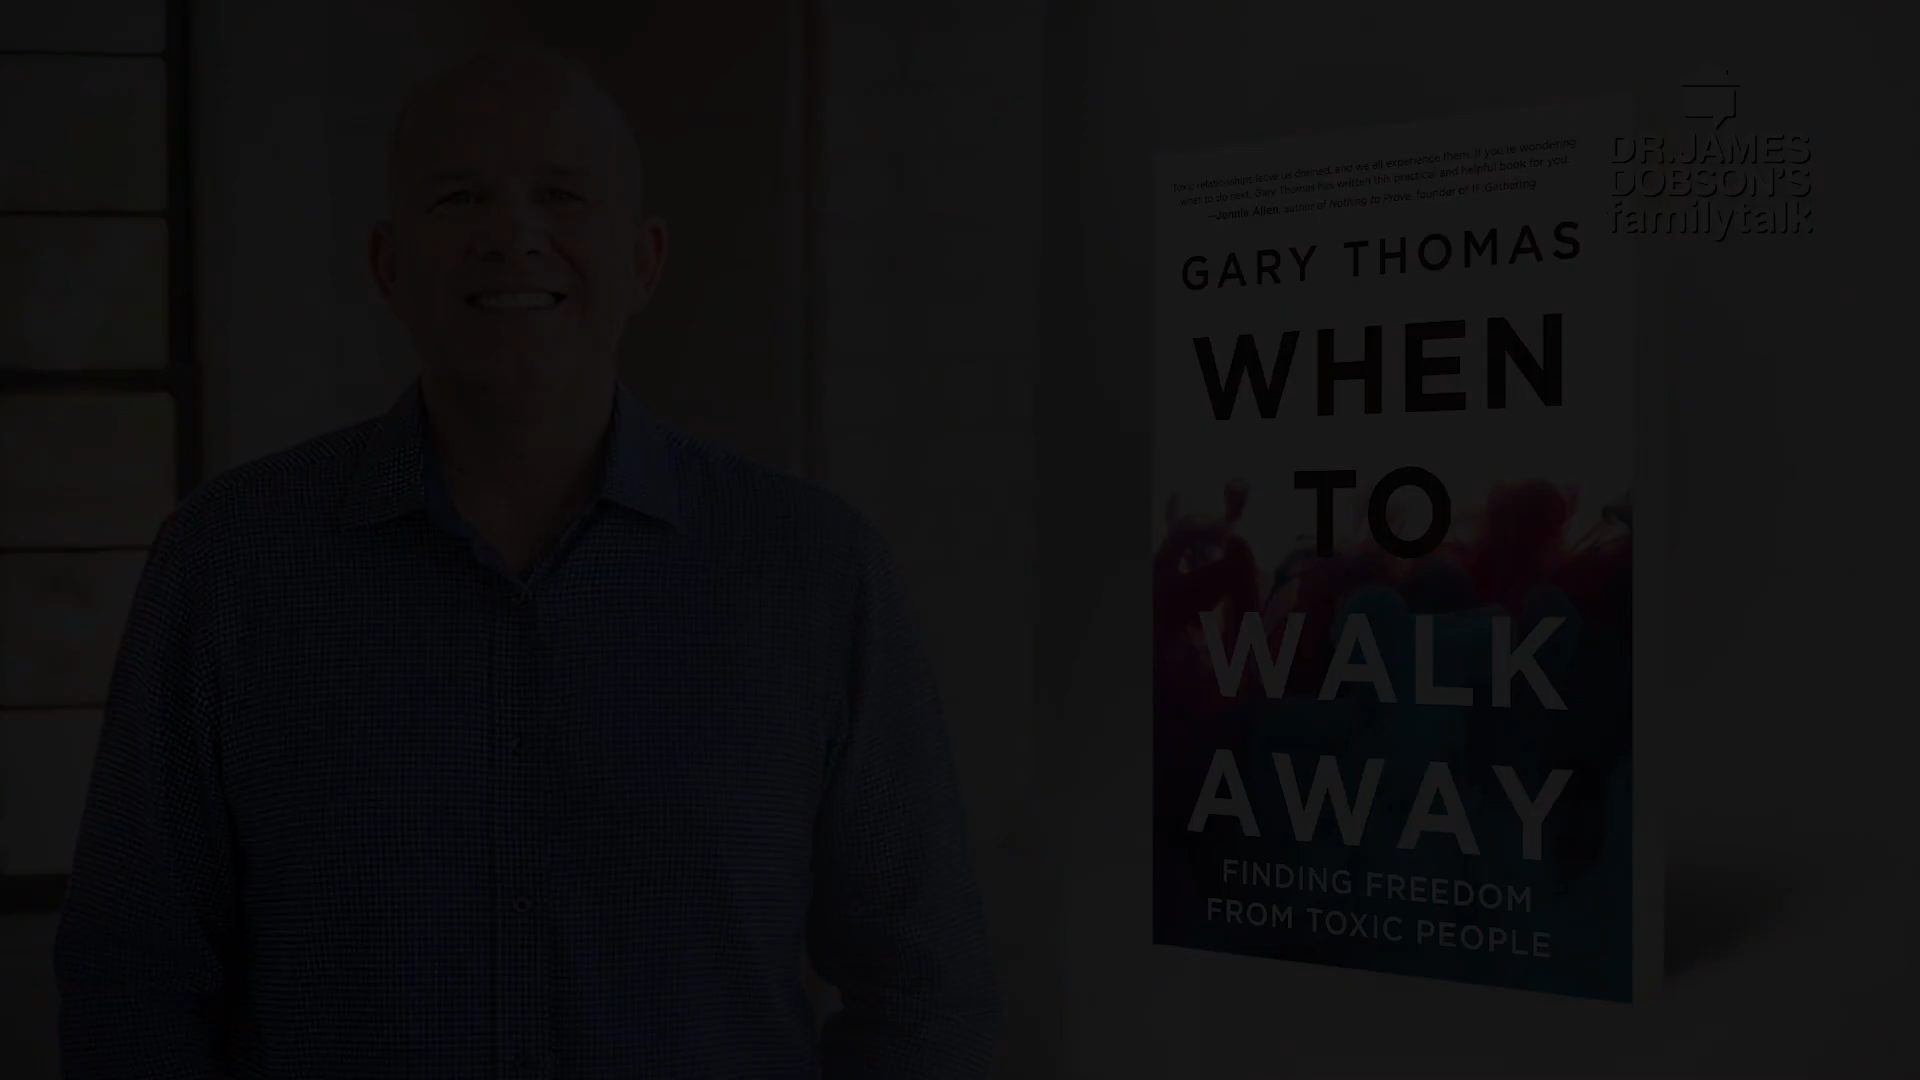 Toxic relationships leave us drained, and we all experience them. If you're wondering
what to do next, Gary Thomas has written this practical and helpful book for you.
—Jennie Allen, author of Nothing to Prove, founder of IF:Gathering
GARY THOMAS
WHEN
TO
WALK
AWAY
FINDING FREEDOM
FROM TOXIC PEOPLE
DR. JAMES
DOBSON'S
familytalk